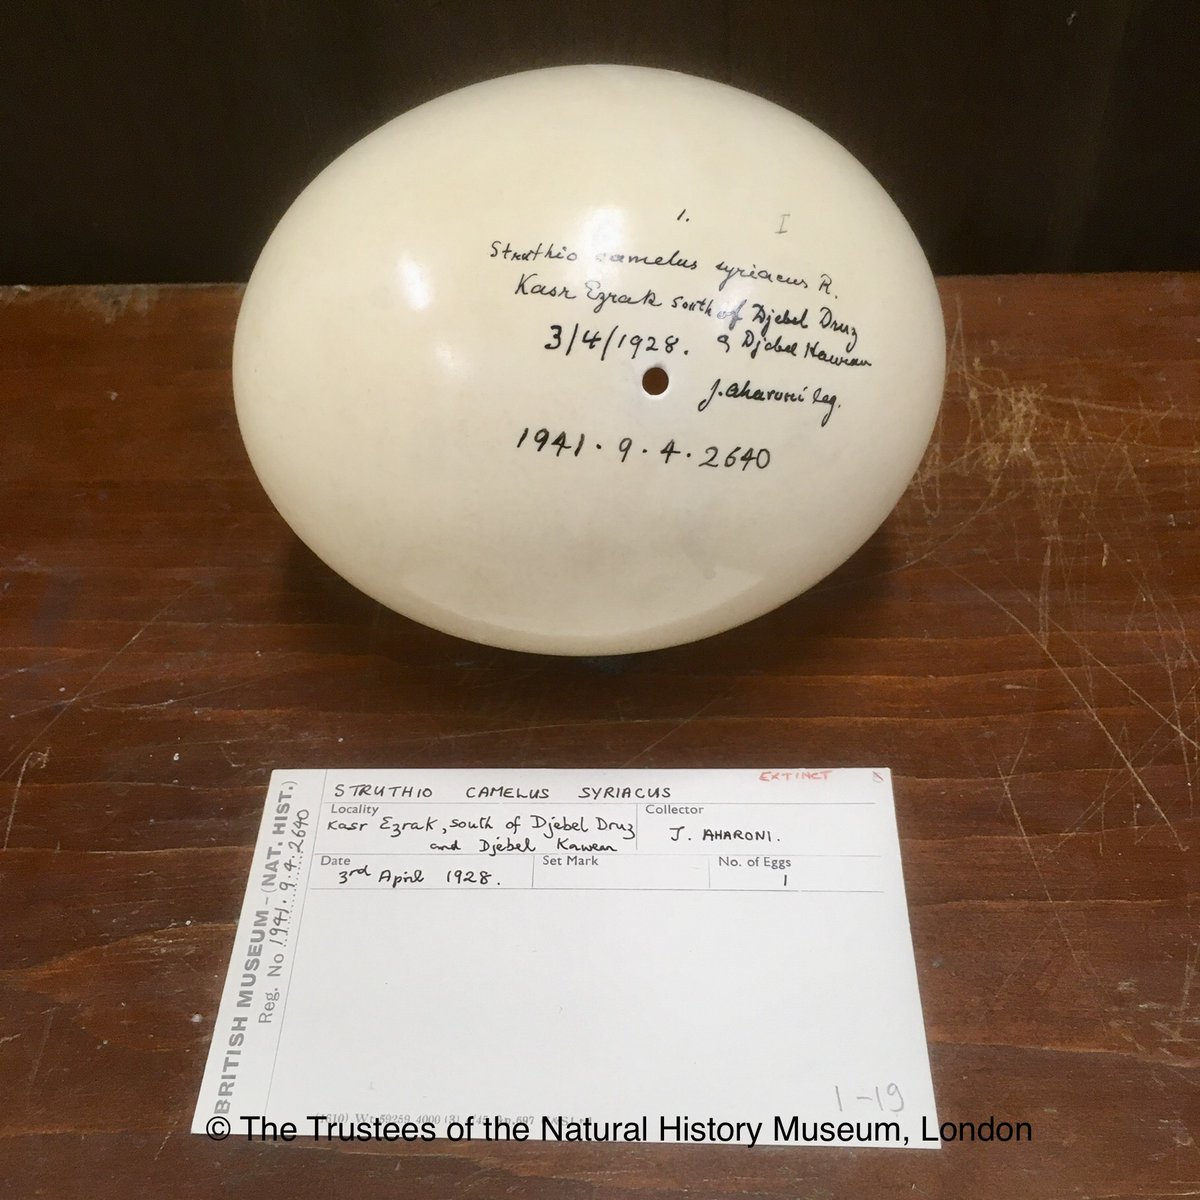 1. I
Struthio camelus syriacus R.
Kasr Ezrak south of Djebel Druz
& Djebel Hawran
3/4/1928.
J. Aharoni leg.
1941.9.4.2640
EXTINCT
STRUTHIO CAMELUS SYRIACUS
Locality
Kasr Ezrak, south of Djebel Druz
and Djebel Kawean
Collector
J. AHARONI.
Date
3rd April 1928.
Set Mark
No. of Eggs
1
BRITISH MUSEUM-(NAT. HIST.)
Reg. No 1941.9.4.2640
1-19
© The Trustees of the Natural History Museum, London